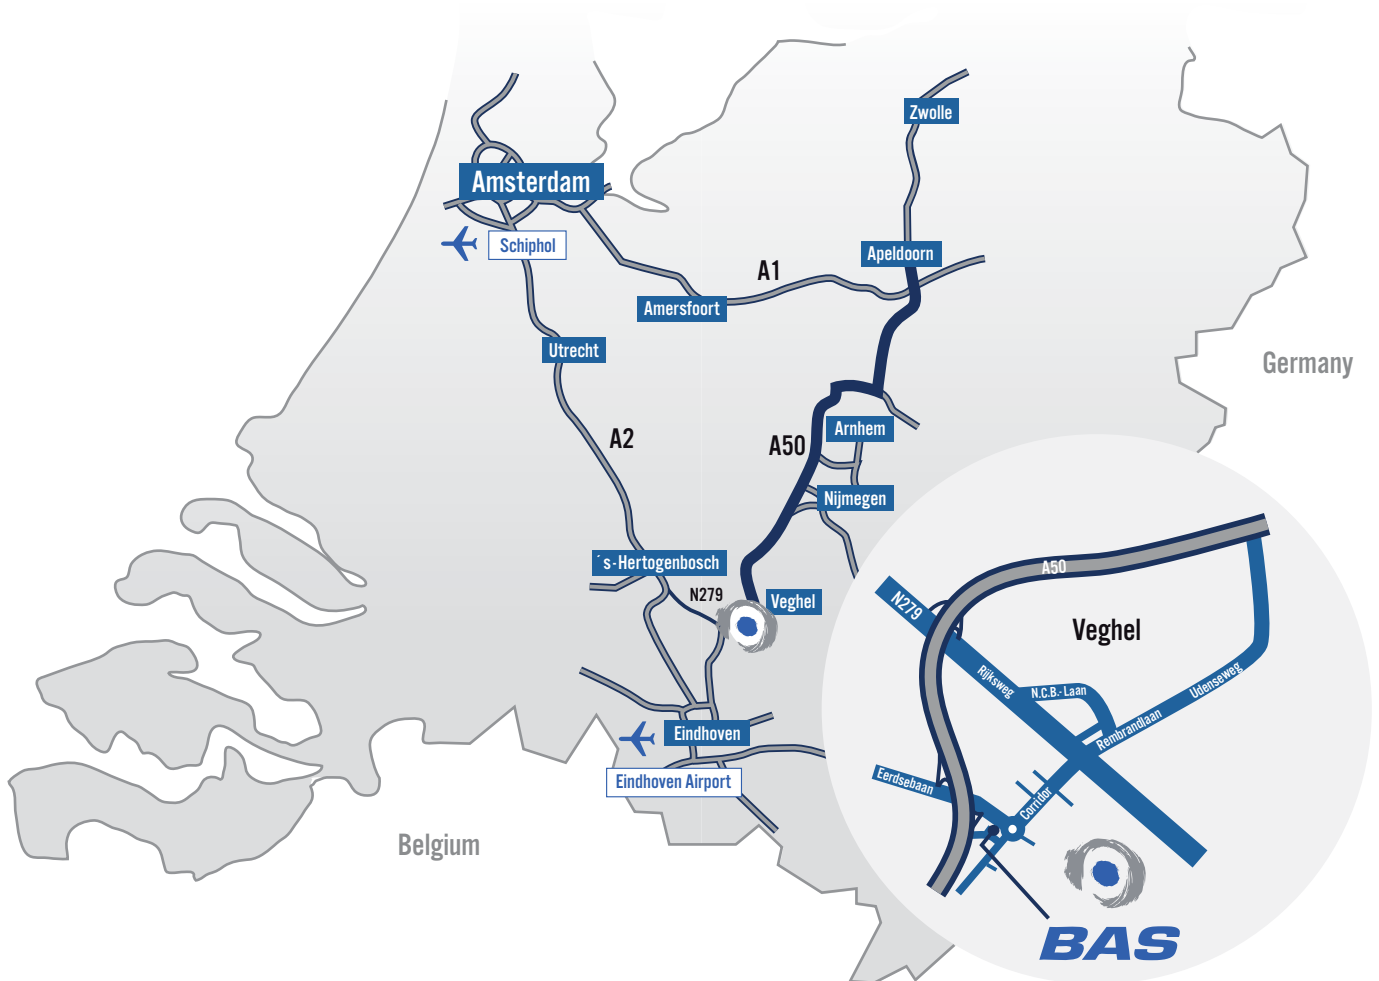 Zwolle
Amsterdam
Schiphol
Apeldoorn
A1
Amersfoort
Utrecht
Germany
A2
A50
Arnhem
Nijmegen
´s-Hertogenbosch
N279
Veghel
Eindhoven
Eindhoven Airport
Belgium
A50
N279
Veghel
Rijksweg
N.C.B.- Laan
Udenseweg
Rembrandlaan
Eerdsebaan
Corridor
BAS